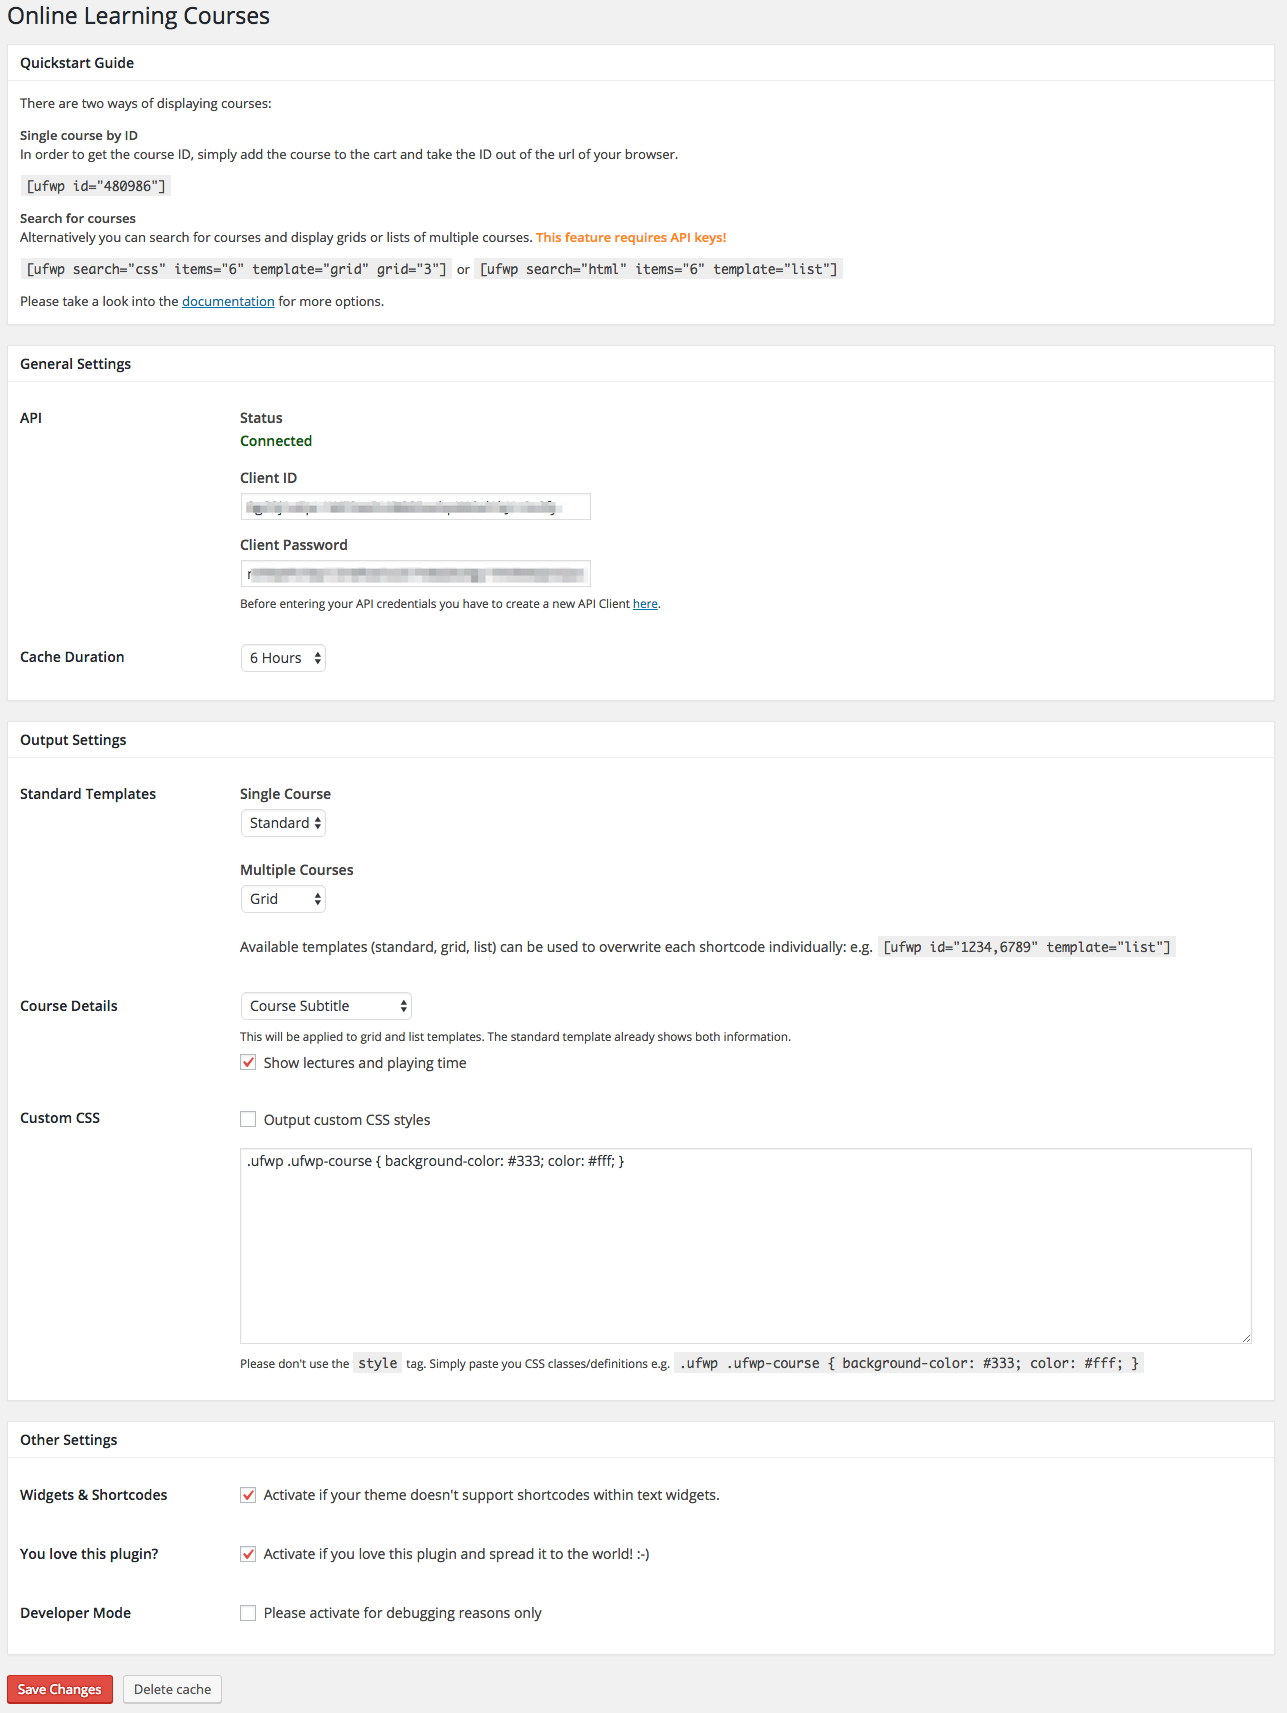 Online Learning Courses
Quickstart Guide
There are two ways of displaying courses:
Single course by ID
In order to get the course ID, simply add the course to the cart and take the ID out of the url of your browser.
[ufwp id="480986"]
Search for courses
Alternatively you can search for courses and display grids or lists of multiple courses. This feature requires API keys!
[ufwp search="css" items="6" template="grid" grid="3"] or [ufwp search="html" items="6" template="list"]
Please take a look into the documentation for more options.
General Settings
API
Status
Connected
Client ID
Client Password
Before entering your API credentials you have to create a new API Client here.
Cache Duration
6 Hours
Output Settings
Standard Templates
Single Course
Standard
Multiple Courses
Grid
Available templates (standard, grid, list) can be used to overwrite each shortcode individually: e.g. [ufwp id="1234,6789" template="list"]
Course Details
Course Subtitle
This will be applied to grid and list templates. The standard template already shows both information.
Show lectures and playing time
Custom CSS
Output custom CSS styles
.ufwp .ufwp-course { background-color: #333; color: #fff; }
Please don't use the style tag. Simply paste you CSS classes/definitions e.g. .ufwp .ufwp-course { background-color: #333; color: #fff; }
Other Settings
Widgets & Shortcodes
Activate if your theme doesn't support shortcodes within text widgets.
You love this plugin?
Activate if you love this plugin and spread it to the world! :-)
Developer Mode
Please activate for debugging reasons only
Save Changes
Delete cache